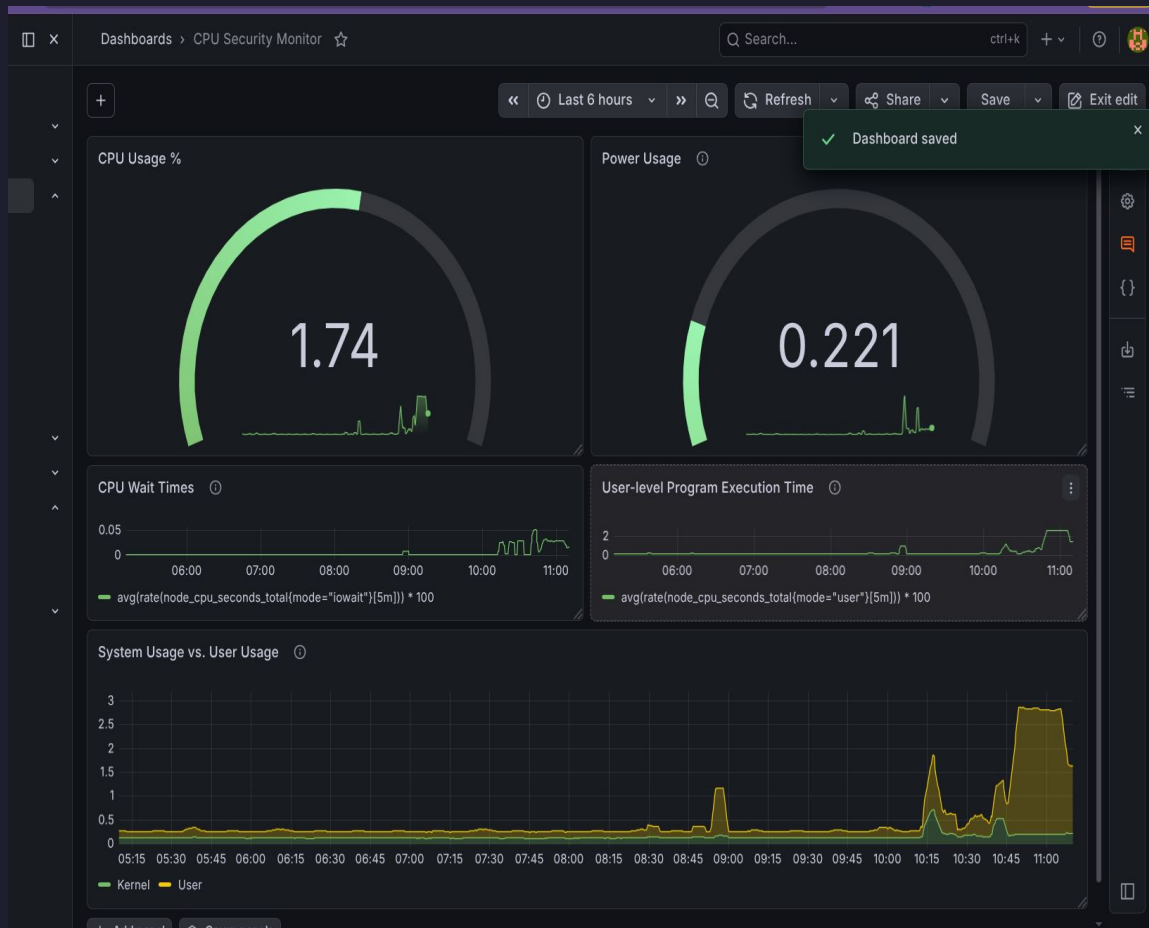 Dashboards › CPU Security Monitor
Search... ctrl+k
Last 6 hours
Refresh
Share
Save
Exit edit
Dashboard saved
CPU Usage %
1.74
Power Usage
0.221
CPU Wait Times
0.05
0
06:00 07:00 08:00 09:00 10:00 11:00
avg(rate(node_cpu_seconds_total{mode="iowait"}[5m])) * 100
User-level Program Execution Time
2
0
06:00 07:00 08:00 09:00 10:00 11:00
avg(rate(node_cpu_seconds_total{mode="user"}[5m])) * 100
System Usage vs. User Usage
3
2.5
2
1.5
1
0.5
0
05:15 05:30 05:45 06:00 06:15 06:30 06:45 07:00 07:15 07:30 07:45 08:00 08:15 08:30 08:45 09:00 09:15 09:30 09:45 10:00 10:15 10:30 10:45 11:00
Kernel User